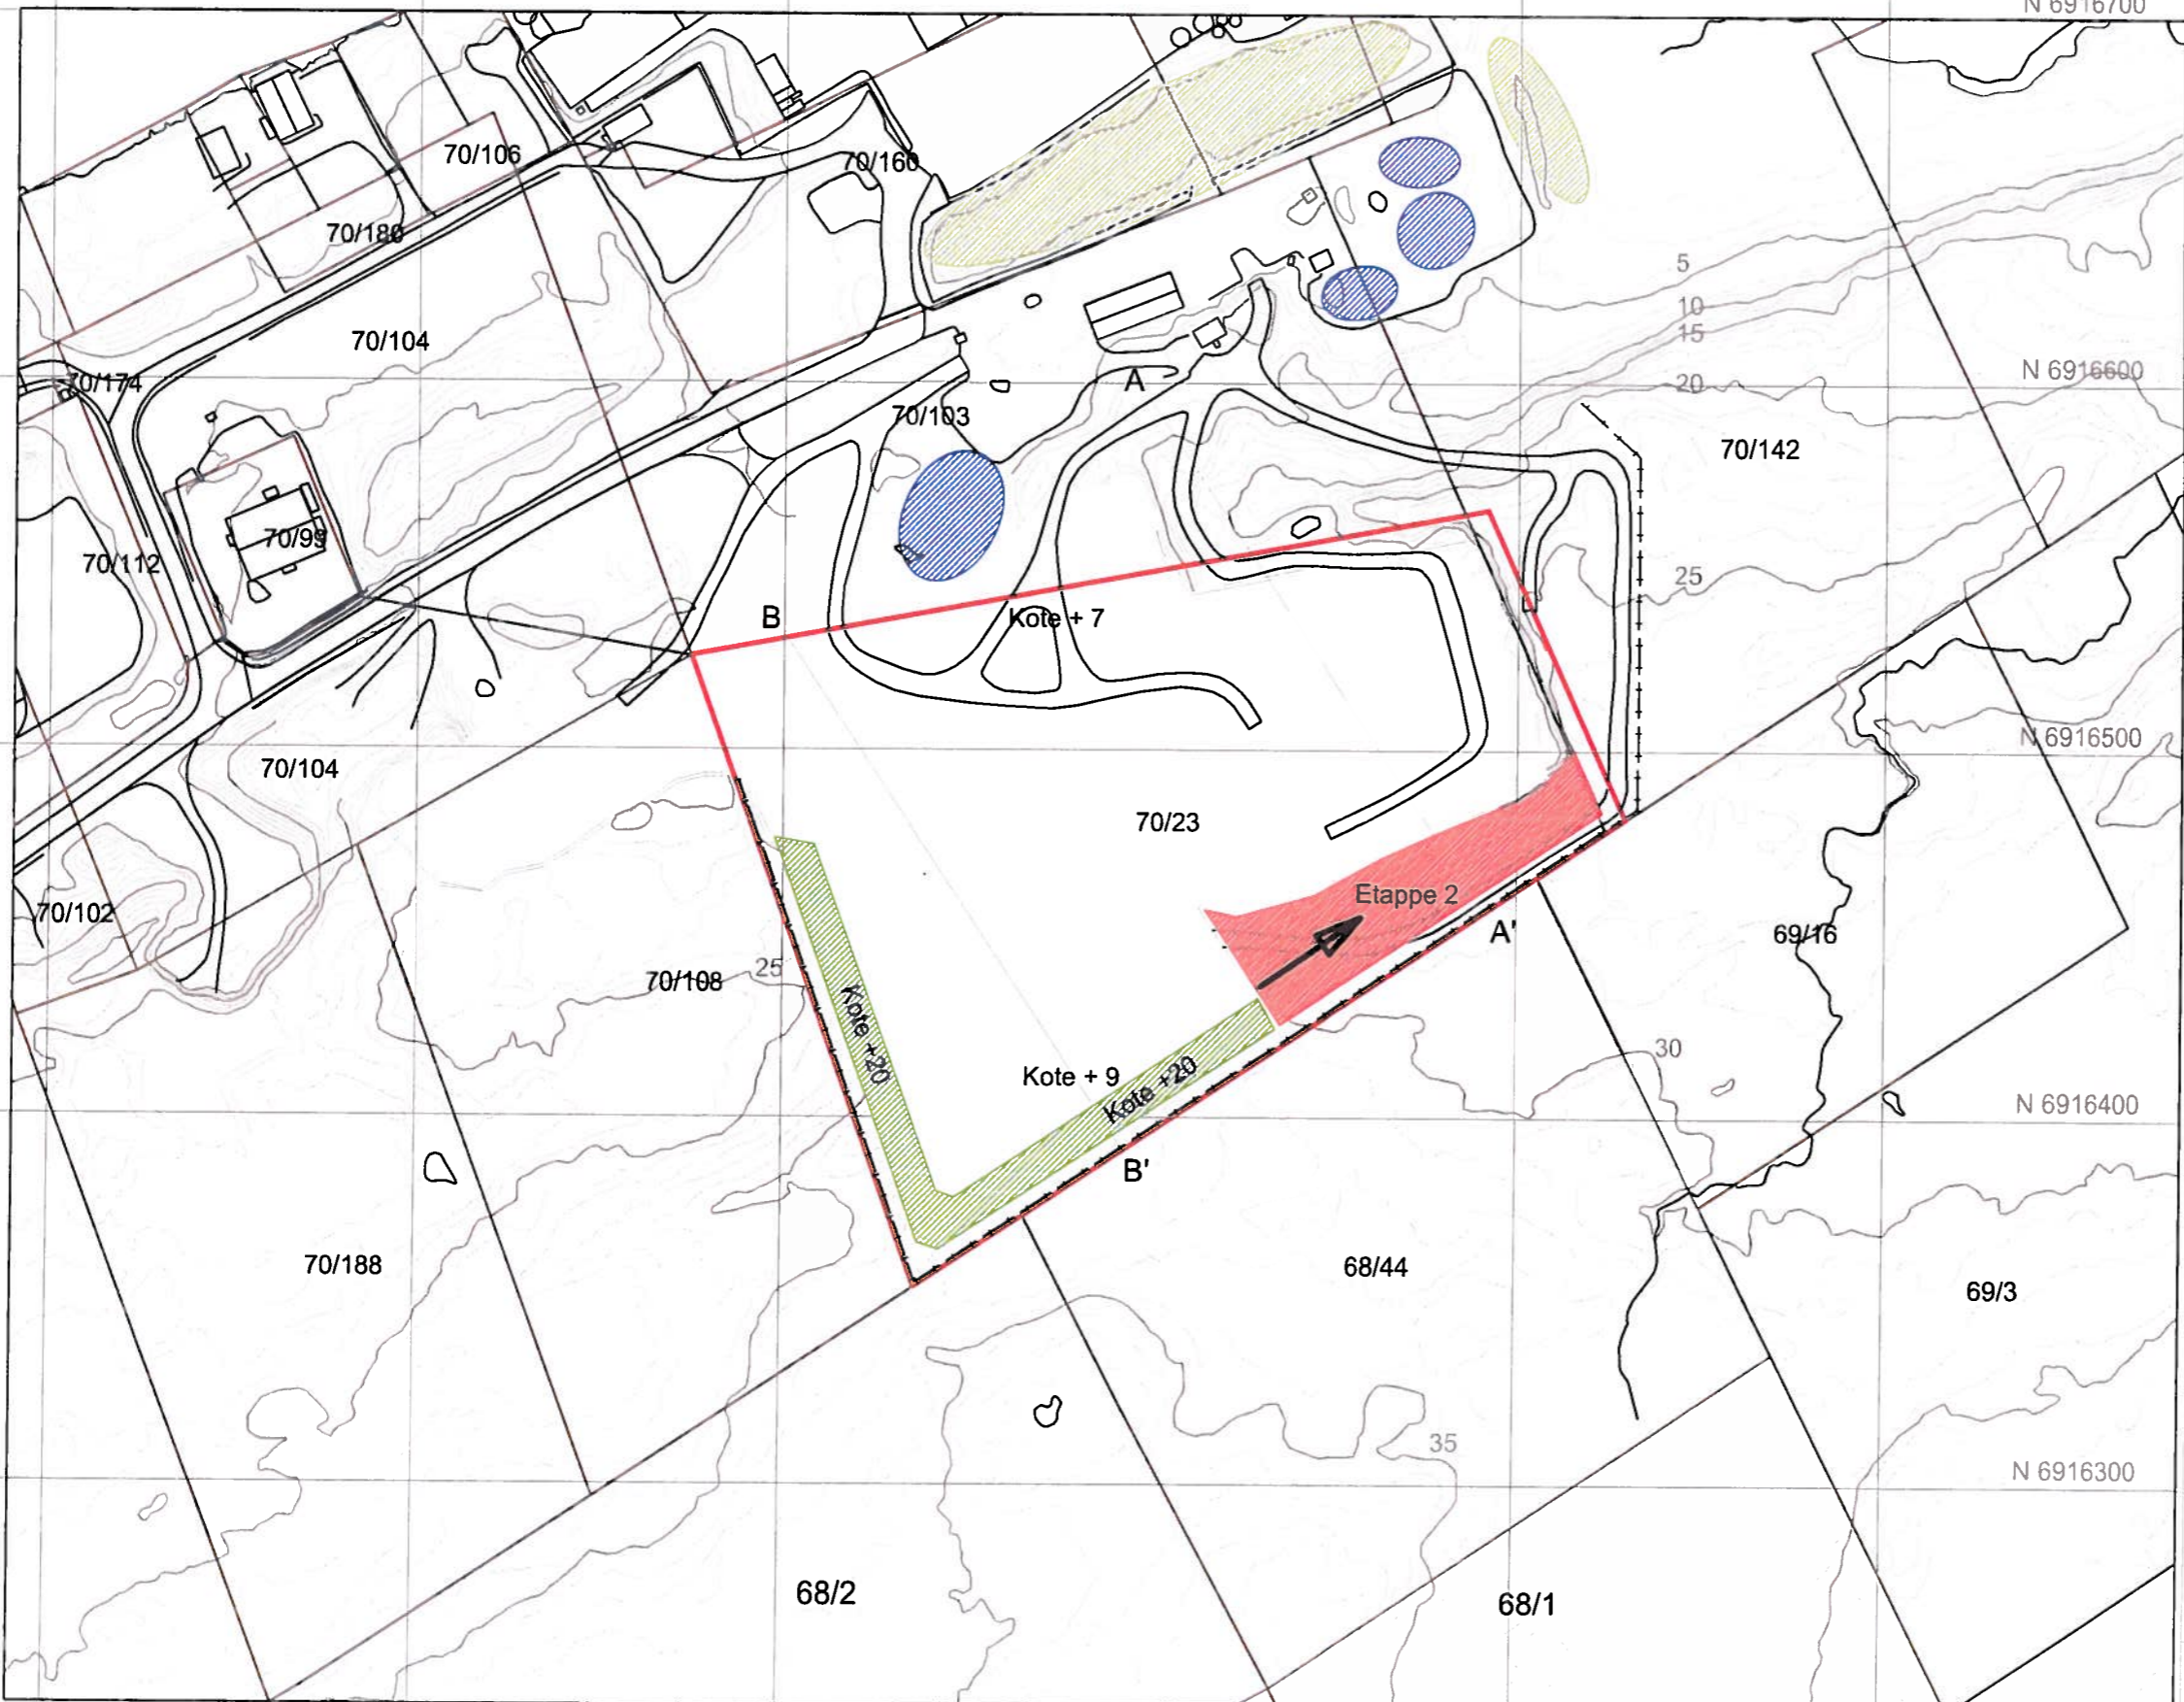 N 6916700
70/106
70/160
70/180
5
10
15
70/104
N 6916600
70/174
A
20
70/103
70/142
70/99
70/112
25
B
Kote + 7
N 6916500
70/104
70/23
Etappe 2
70/102
A'
69/16
25
70/108
Kote +20
30
Kote + 9
Kote +20
N 6916400
B'
70/188
68/44
69/3
35
N 6916300
68/2
68/1